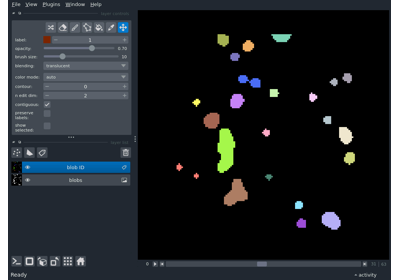 File View Plugins Window Help
label: 1
opacity: 0.70
brush size: 10
blending: translucent
color mode: auto
contour: 0
n edit dim: 2
contiguous:
preserve
labels:
show
selected:
blob ID
blobs
0
Ready
activity